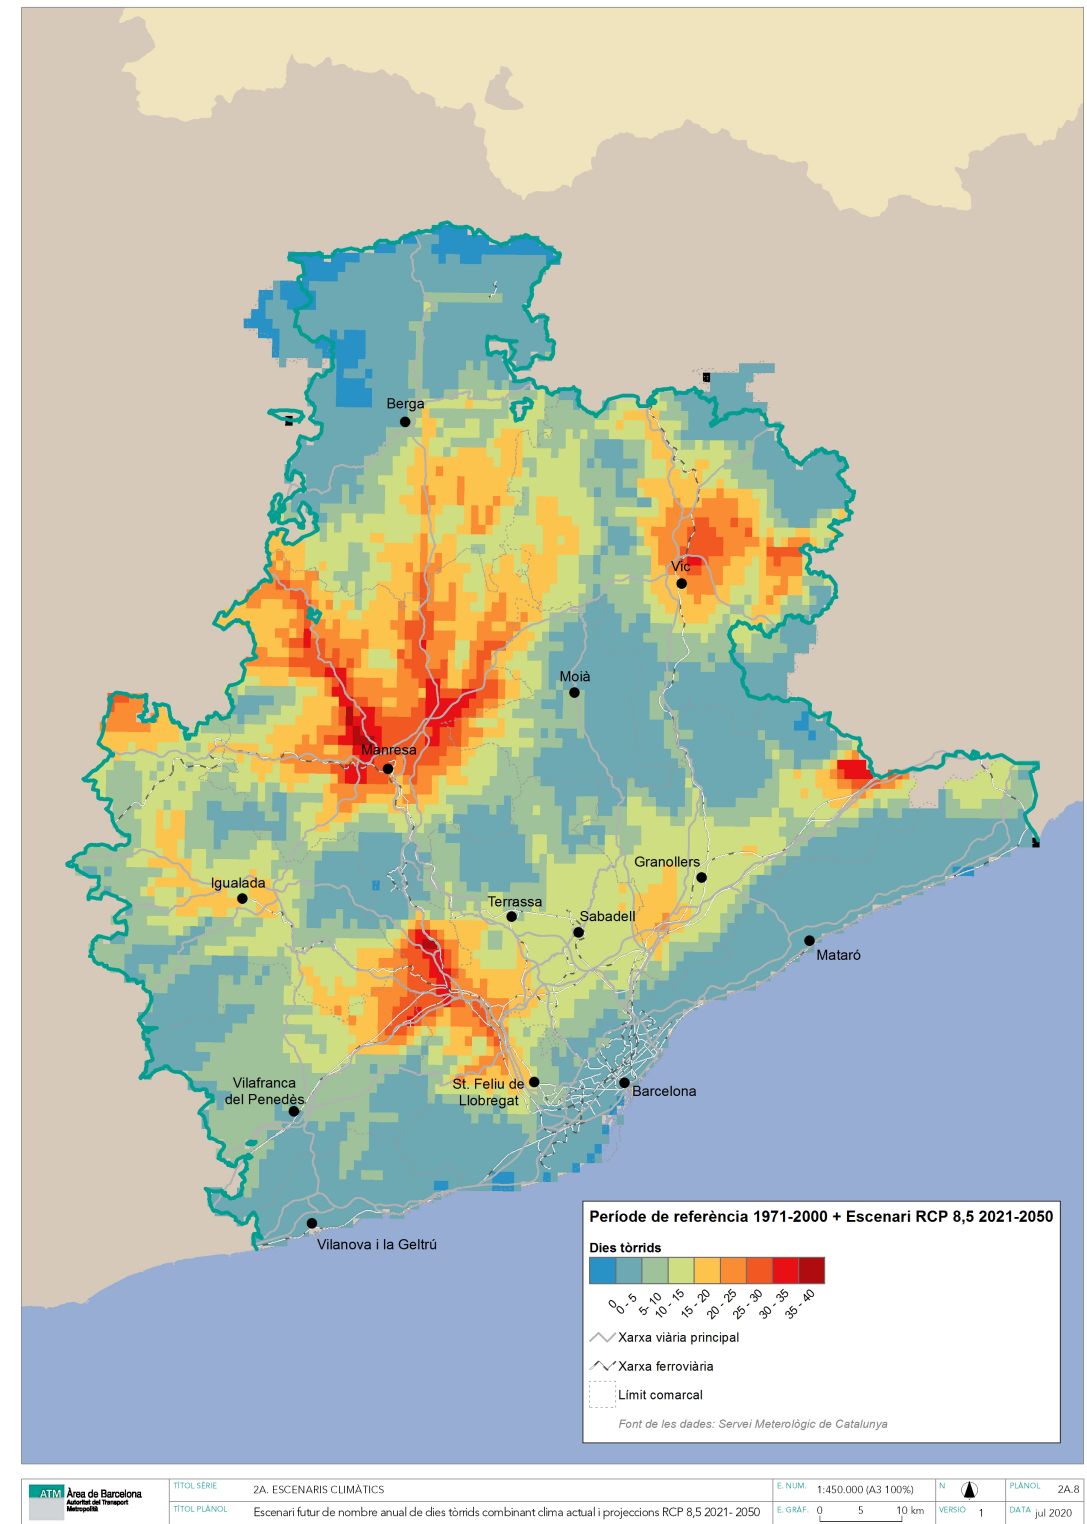 Berga
Vic
Moià
Manresa
Granollers
Igualada
Terrassa
Sabadell
Mataró
Vilafranca
del Penedès
St. Feliu de
Llobregat
Barcelona
Vilanova i la Geltrú
Període de referència 1971-2000 + Escenari RCP 8,5 2021-2050
Dies tòrrids
0
0 - 5
5- 10
10 - 15
15 - 20
20 - 25
25 - 30
30 - 35
35 - 40
Xarxa viària principal
Xarxa ferroviària
Límit comarcal
Font de les dades: Servei Meterològic de Catalunya
ATM Àrea de Barcelona
Autoritat del Transport
Metropolità
TÍTOL SÈRIE 2A. ESCENARIS CLIMÀTICS
TÍTOL PLÀNOL Escenari futur de nombre anual de dies tòrrids combinant clima actual i projeccions RCP 8,5 2021- 2050
E. NUM. 1:450.000 (A3 100%)
E. GRÀF. 0 5 10 km
N
VERSIÓ 1
PLÀNOL 2A.8
DATA jul 2020